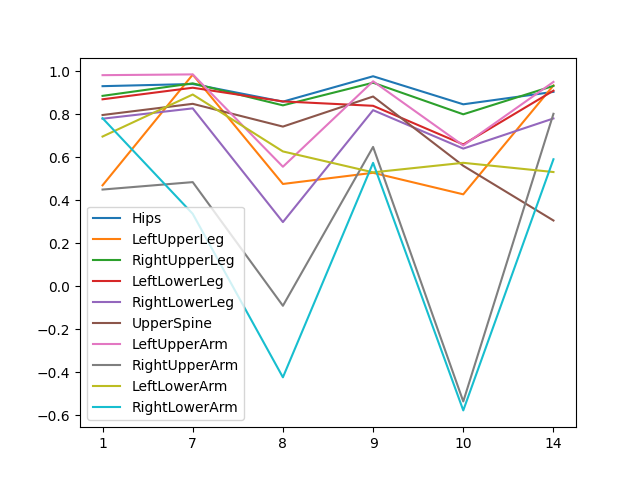 1.0
0.8
0.6
0.4
0.2
0.0
−0.2
−0.4
−0.6
Hips
LeftUpperLeg
RightUpperLeg
LeftLowerLeg
RightLowerLeg
UpperSpine
LeftUpperArm
RightUpperArm
LeftLowerArm
RightLowerArm
1 7 8 9 10 14